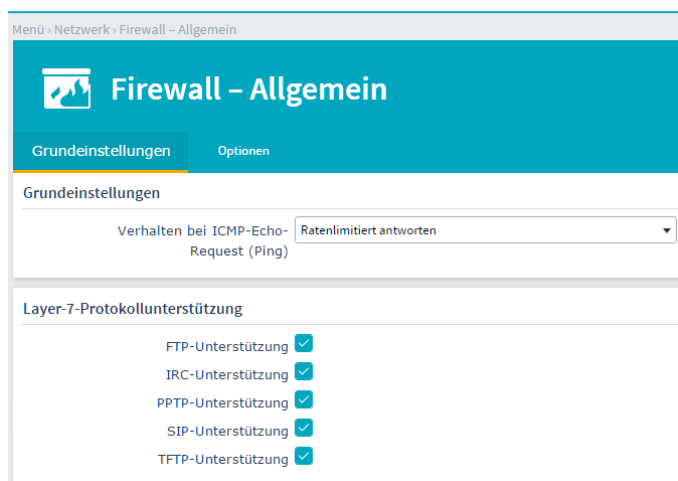 Menü › Netzwerk › Firewall – Allgemein
Firewall – Allgemein
Grundeinstellungen Optionen
Grundeinstellungen
Verhalten bei ICMP-Echo- Ratenlimitiert antworten
Request (Ping)
Layer-7-Protokollunterstützung
FTP-Unterstützung
IRC-Unterstützung
PPTP-Unterstützung
SIP-Unterstützung
TFTP-Unterstützung